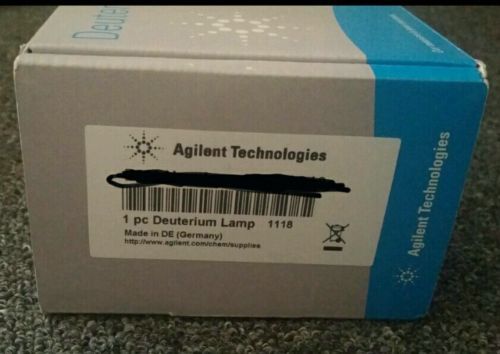 Deuter
Agilent Technologies
1 pc Deuterium Lamp 1118
Made in DE (Germany)
http://www.agilent.com/chem/supplies
Agilent Technologies